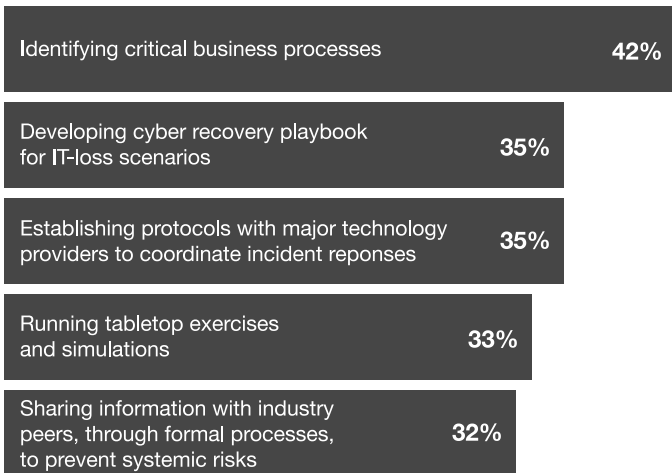 Identifying critical business processes 42%
Developing cyber recovery playbook
for IT-loss scenarios 35%
Establishing protocols with major technology
providers to coordinate incident reponses 35%
Running tabletop exercises
and simulations 33%
Sharing information with industry
peers, through formal processes, 32%
to prevent systemic risks